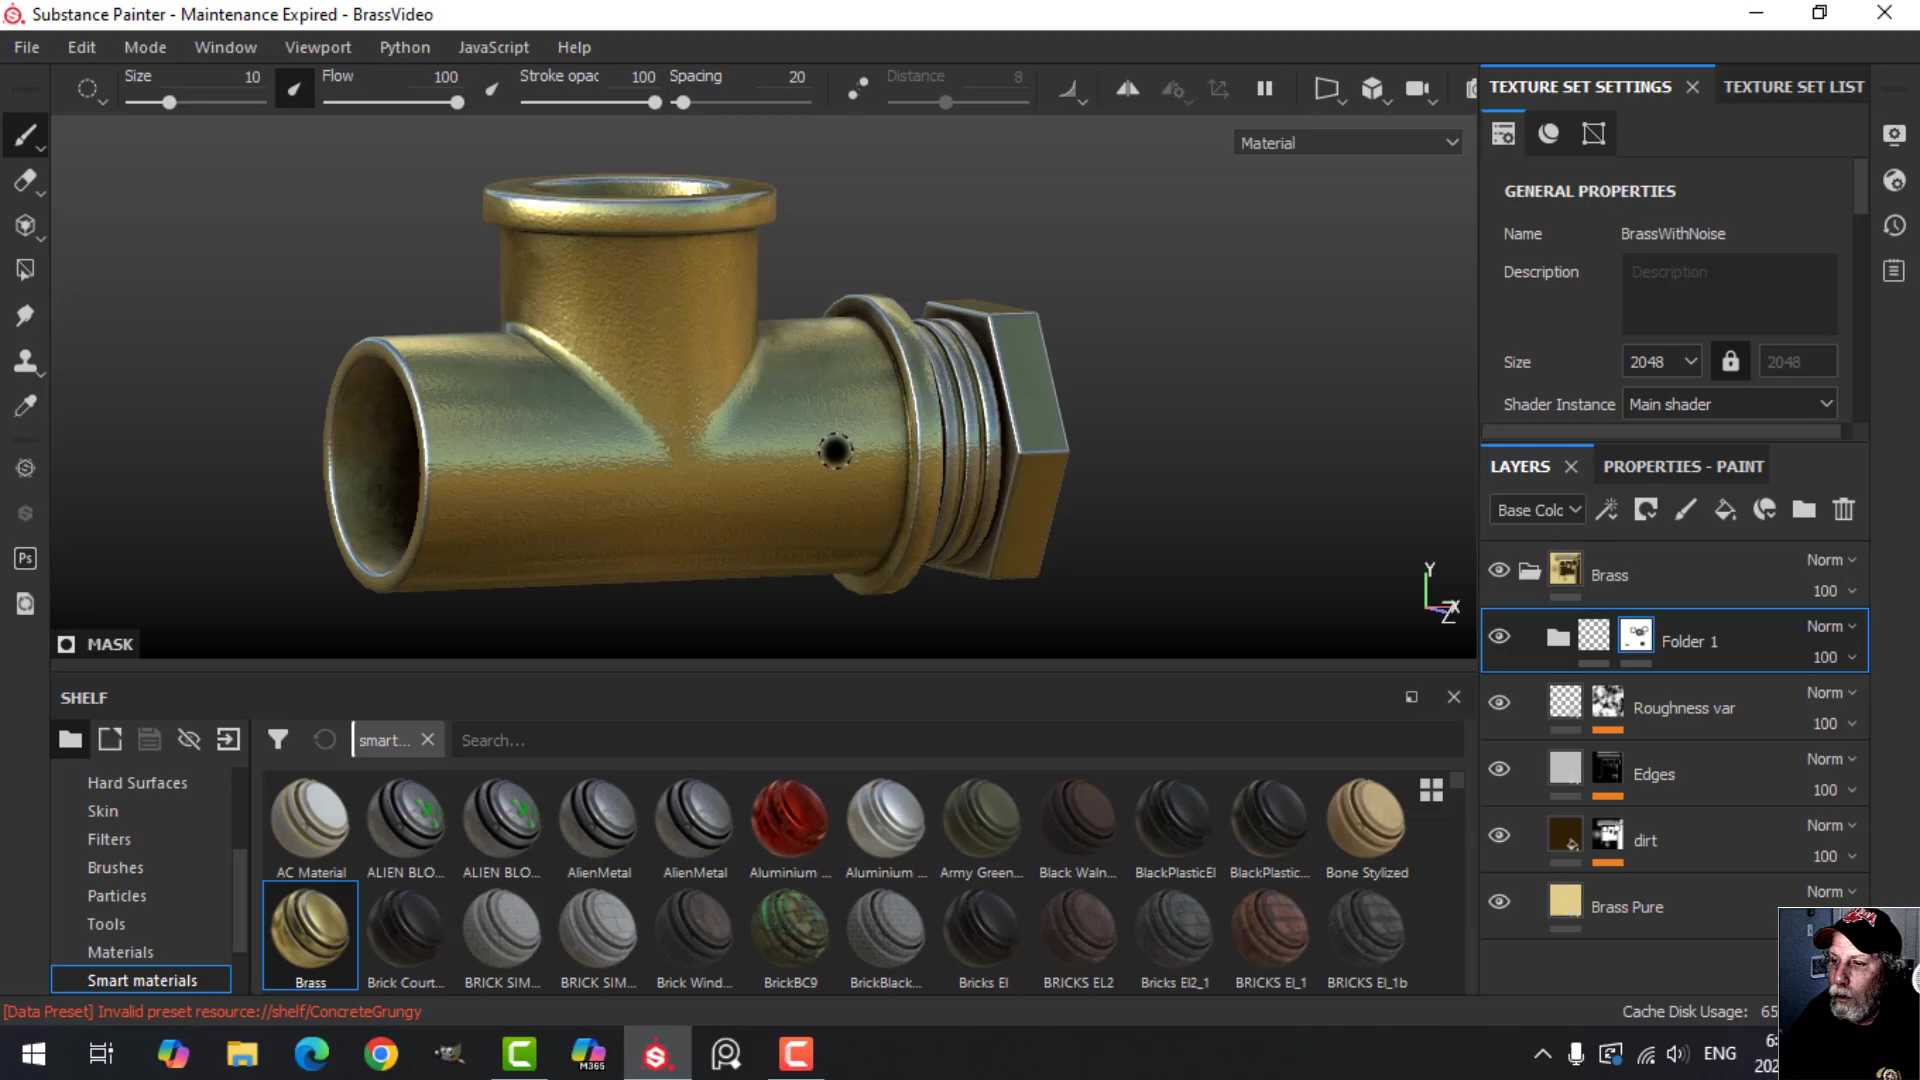 Substance Painter - Maintenance Expired - BrassVideo
File Edit Mode Window Viewport Python JavaScript Help
Size 10 Flow 100 Stroke opac 100 Spacing 20 Distance 8
TEXTURE SET SETTINGS TEXTURE SET LIST
Material
GENERAL PROPERTIES
Name BrassWithNoise
Description Description
Size 2048 2048
Shader Instance Main shader
Y
X
Z
MASK
LAYERS PROPERTIES - PAINT
Base Colc
Brass Norm 100
Folder 1 Norm 100
Roughness var Norm 100
Edges Norm 100
dirt Norm 100
Brass Pure Norm
Ps
SHELF
smart... Search...
Hard Surfaces
Skin
Filters
Brushes
Particles
Tools
Materials
Smart materials
AC Material ALIEN BLO... ALIEN BLO... AlienMetal AlienMetal Aluminium ... Aluminium ... Army Green... Black Waln... BlackPlasticEl BlackPlastic... Bone Stylized
Brass Brick Court... BRICK SIM... BRICK SIM... Brick Wind... BrickBC9 BrickBlack... Bricks El BRICKS EL2 Bricks El2_1 BRICKS El_1 BRICKS El_1b
[Data Preset] Invalid preset resource://shelf/ConcreteGrungy
Cache Disk Usage: 65
M365
ENG